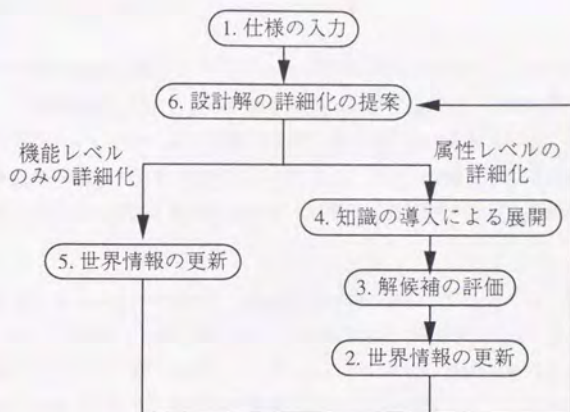 1. 仕様の入力
6. 設計解の詳細化の提案
機能レベル
のみの詳細化
属性レベルの
詳細化
4. 知識の導入による展開
5. 世界情報の更新
3. 解候補の評価
2. 世界情報の更新